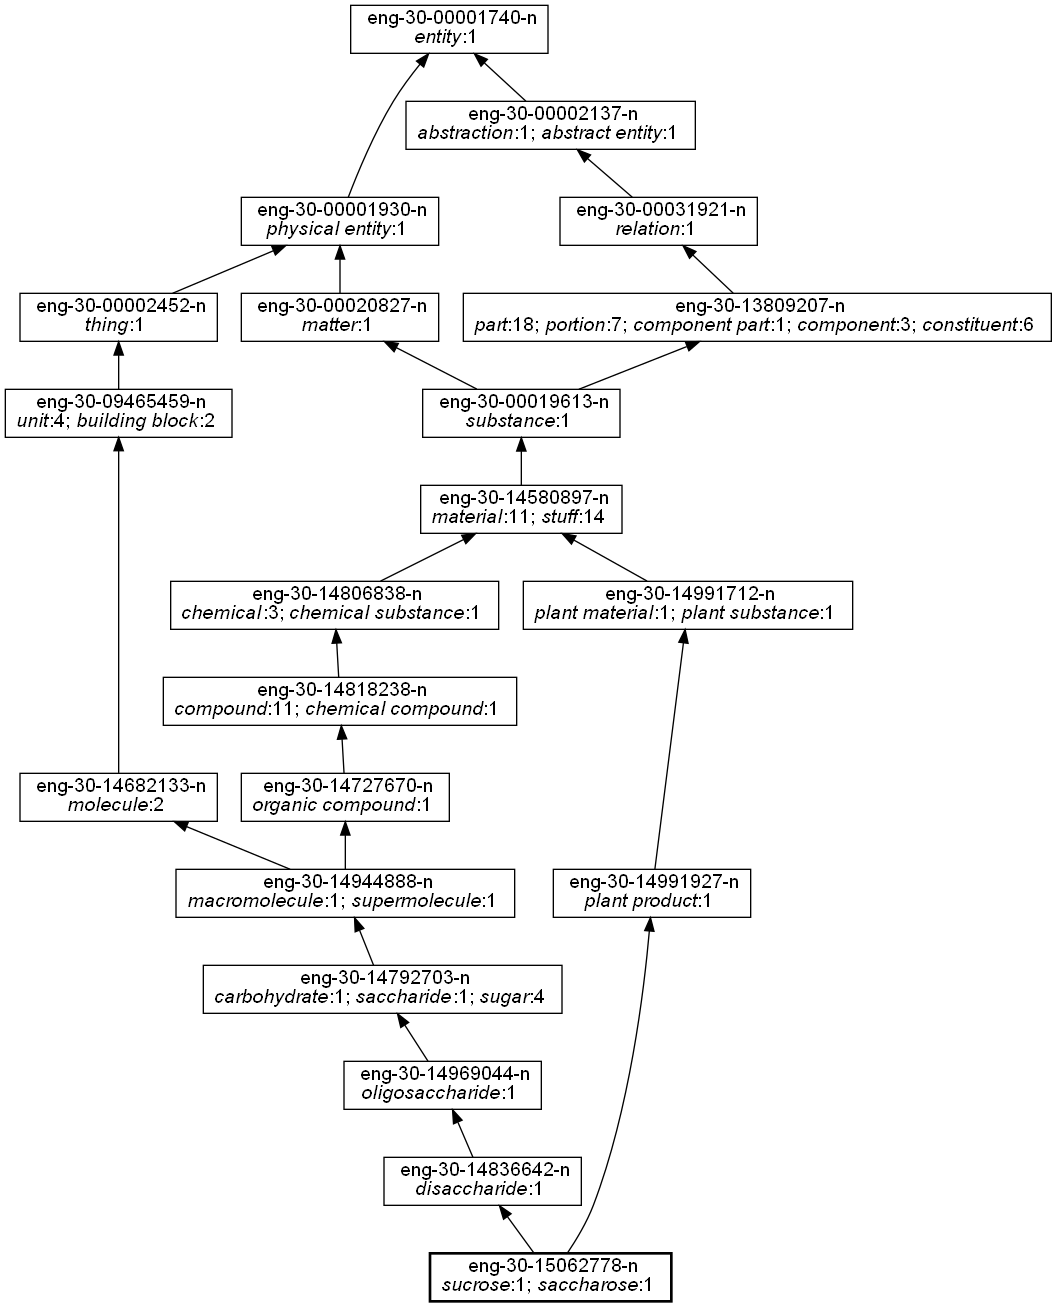 eng-30-00001740-n
entity:1
eng-30-00002137-n
abstraction:1; abstract entity:1
eng-30-00001930-n
physical entity:1
eng-30-00031921-n
relation:1
eng-30-00002452-n
thing:1
eng-30-00020827-n
matter:1
eng-30-13809207-n
part:18; portion:7; component part:1; component:3; constituent:6
eng-30-09465459-n
unit:4; building block:2
eng-30-00019613-n
substance:1
eng-30-14580897-n
material:11; stuff:14
eng-30-14806838-n
chemical:3; chemical substance:1
eng-30-14991712-n
plant material:1; plant substance:1
eng-30-14818238-n
compound:11; chemical compound:1
eng-30-14682133-n
molecule:2
eng-30-14727670-n
organic compound:1
eng-30-14944888-n
macromolecule:1; supermolecule:1
eng-30-14991927-n
plant product:1
eng-30-14792703-n
carbohydrate:1; saccharide:1; sugar:4
eng-30-14969044-n
oligosaccharide:1
eng-30-14836642-n
disaccharide:1
eng-30-15062778-n
sucrose:1; saccharose:1